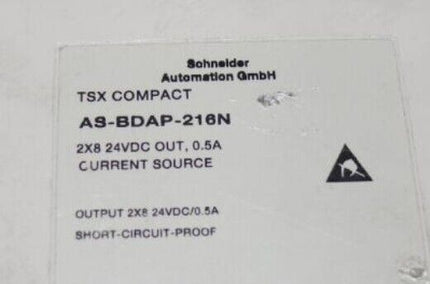 Schneider
Automation GmbH
TSX COMPACT
AS-BDAP-216N
2X8 24VDC OUT, 0.5A
CURRENT SOURCE
OUTPUT 2X8 24VDC/0.5A
SHORT-CIRCUIT-PROOF